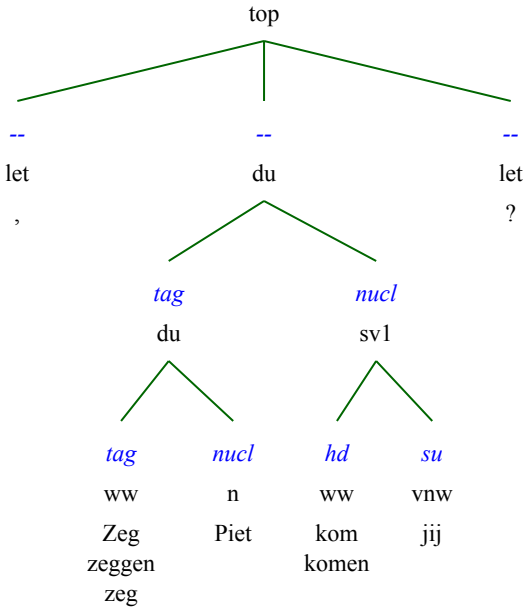 top
-- -- --
let du let
, ?
tag nucl
du sv1
tag nucl hd su
ww n ww vnw
Zeg Piet kom jij
zeggen komen
zeg